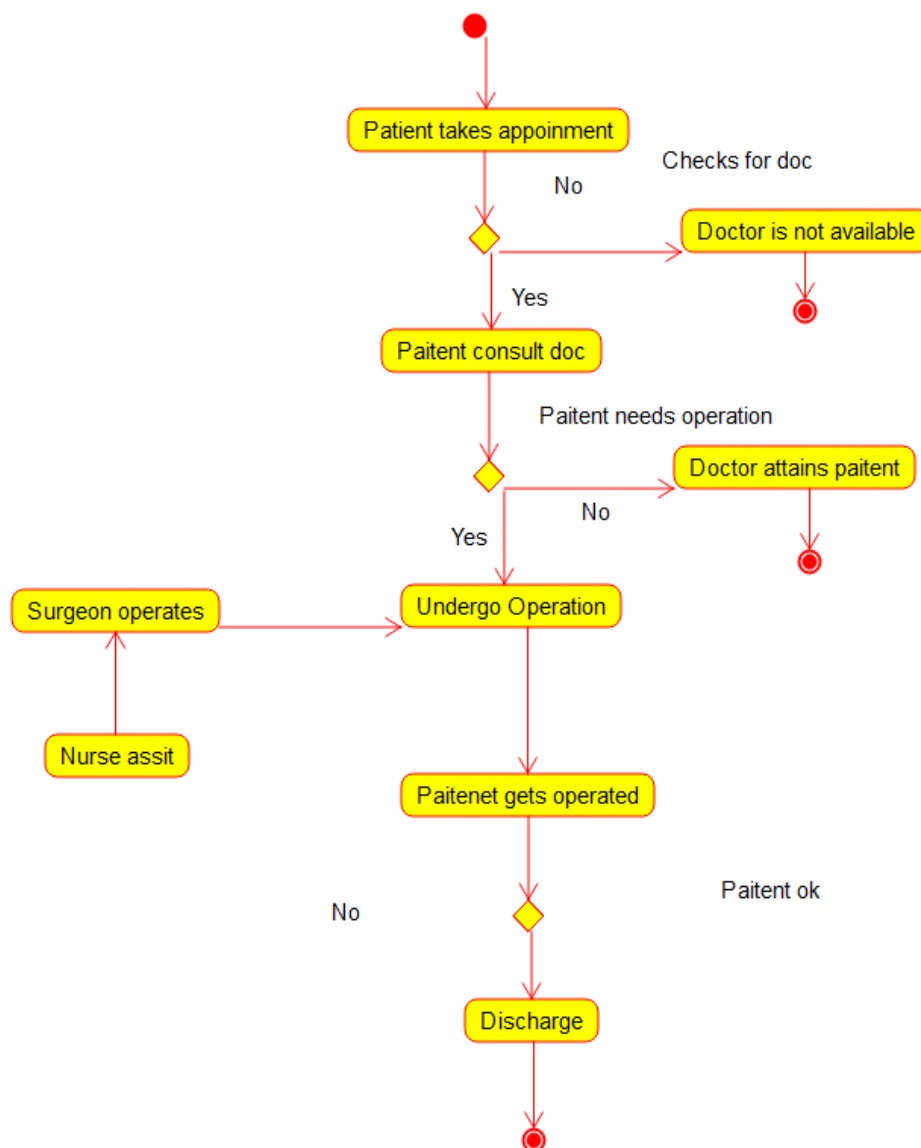 Patient takes appoinment
Checks for doc
No
Doctor is not available
Yes
Paitent consult doc
Paitent needs operation
Doctor attains paitent
No
Yes
Surgeon operates
Undergo Operation
Nurse assit
Paitenet gets operated
Paitent ok
No
Discharge